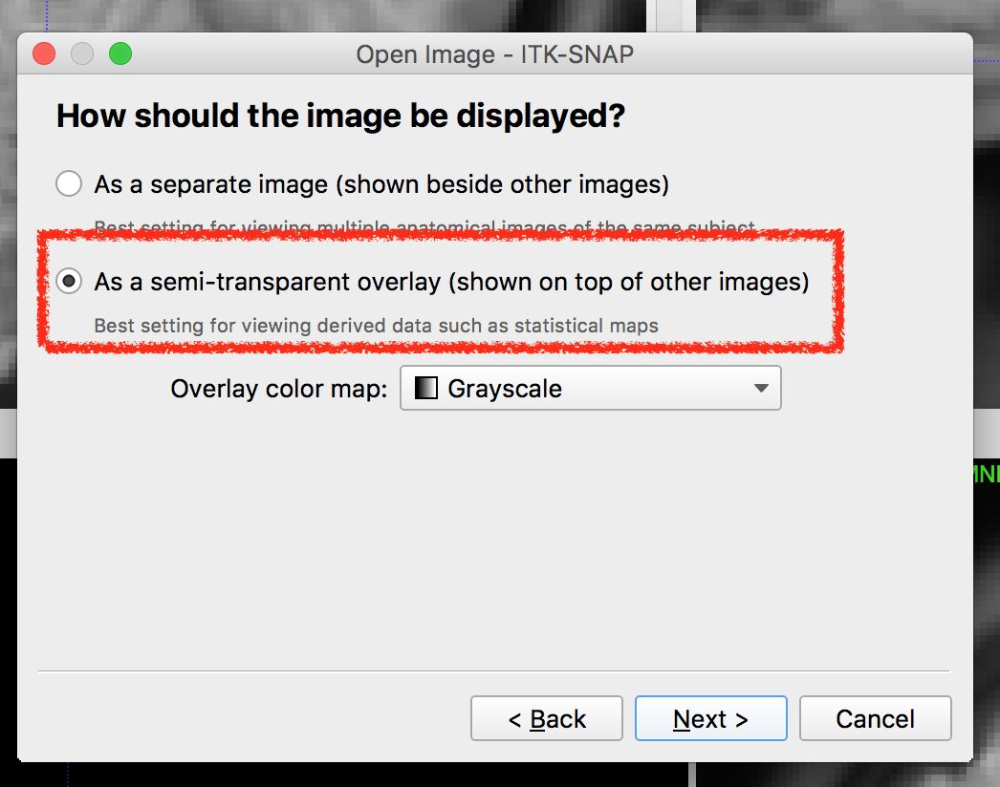 Open Image - ITK-SNAP
How should the image be displayed?
As a separate image (shown beside other images)
Best setting for viewing multiple anatomical images of the same subject
As a semi-transparent overlay (shown on top of other images)
Best setting for viewing derived data such as statistical maps
Overlay color map: Grayscale
< Back Next > Cancel